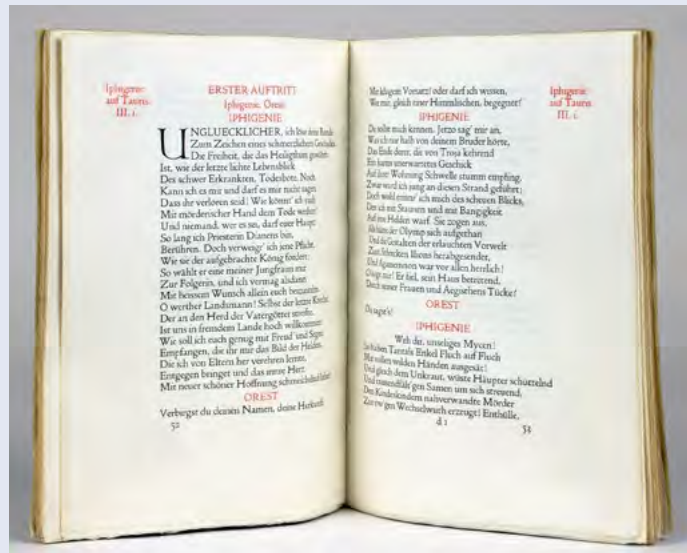 Iphigenie
auf Tauris
III. 1.
ERSTER AUFTRITT
Iphigenie. Orest
IPHIGENIE
UNGLUECKLICHER, ich löse deine Bande
Zum Zeichen eines schmerzlichern Geschicks.
Die Freiheit, die das Heiligthum gewährt,
Ist, wie der letzte lichte Lebensblick
Des schwer Erkrankten, Todesbote. Noch
Kann ich es mir und darf es mir nicht sagen
Dass ihr verloren seid! Wie könnt' ich euch
Mit mörderischer Hand dem Tode weihen?
Und niemand, wer es sei, darf euer Haupt,
So lang ich Priesterin Dianens bin,
Berühren. Doch verweigr' ich jene Pflicht,
Wie sie der aufgebrachte König fordert;
So wählt er eine meiner Jungfraun mir
Zur Folgerin, und ich vermag alsdann
Mit heissem Wunsch allein euch beizustehn.
O werther Landsmann! Selbst der letzte Knecht,
Der an den Herd der Vatergötter streifte,
Ist uns in fremdem Lande hoch willkommen:
Wie soll ich euch genug mit Freud' und Segen
Empfangen, die ihr mir das Bild der Helden,
Die ich von Eltern her verehren lernte,
Entgegen bringet und das innre Herz
Mit neuer schöner Hoffnung schmeichelnd labet!
OREST
Verbirgst du deinen Namen, deine Herkunft
52
Mit klugem Vorsatz? oder darf ich wissen,
Wer mir, gleich einer Himmlischen, begegnet?
Iphigenie
auf Tauris
III. 1.
IPHIGENIE
Du sollst mich kennen. Jetzo sag' mir an,
Was ich nur halb von deinem Bruder hörte,
Das Ende derer, die von Troja kehrend
Ein hartes unerwartetes Geschick
Auf ihrer Wohnung Schwelle stumm empfing.
Zwar ward ich jung an diesen Strand geführt;
Doch wohl erinnr' ich mich des scheuen Blicks,
Den ich mit Staunen und mit Bangigkeit
Auf jene Helden warf. Sie zogen aus,
Als hätte der Olymp sich aufgethan
Und die Gestalten der erlauchten Vorwelt
Zum Schrecken Ilions herabgesendet,
Und Agamemnon war vor allen herrlich!
O sage mir! Er fiel, sein Haus betretend,
Durch seiner Frauen und Aegisthens Tücke?
OREST
Du sagst's!
IPHIGENIE
Weh dir, unseliges Mycen!
So haben Tantals Enkel Fluch auf Fluch
Mit vollen wilden Händen ausgesät!
Und gleich dem Unkraut, wüste Häupter schüttelnd
Und tausendfält'gen Samen um sich streuend,
Den Kindeskindern nahverwandte Mörder
Zur ew'gen Wechselwuth erzeugt! Enthülle,
d 1
53